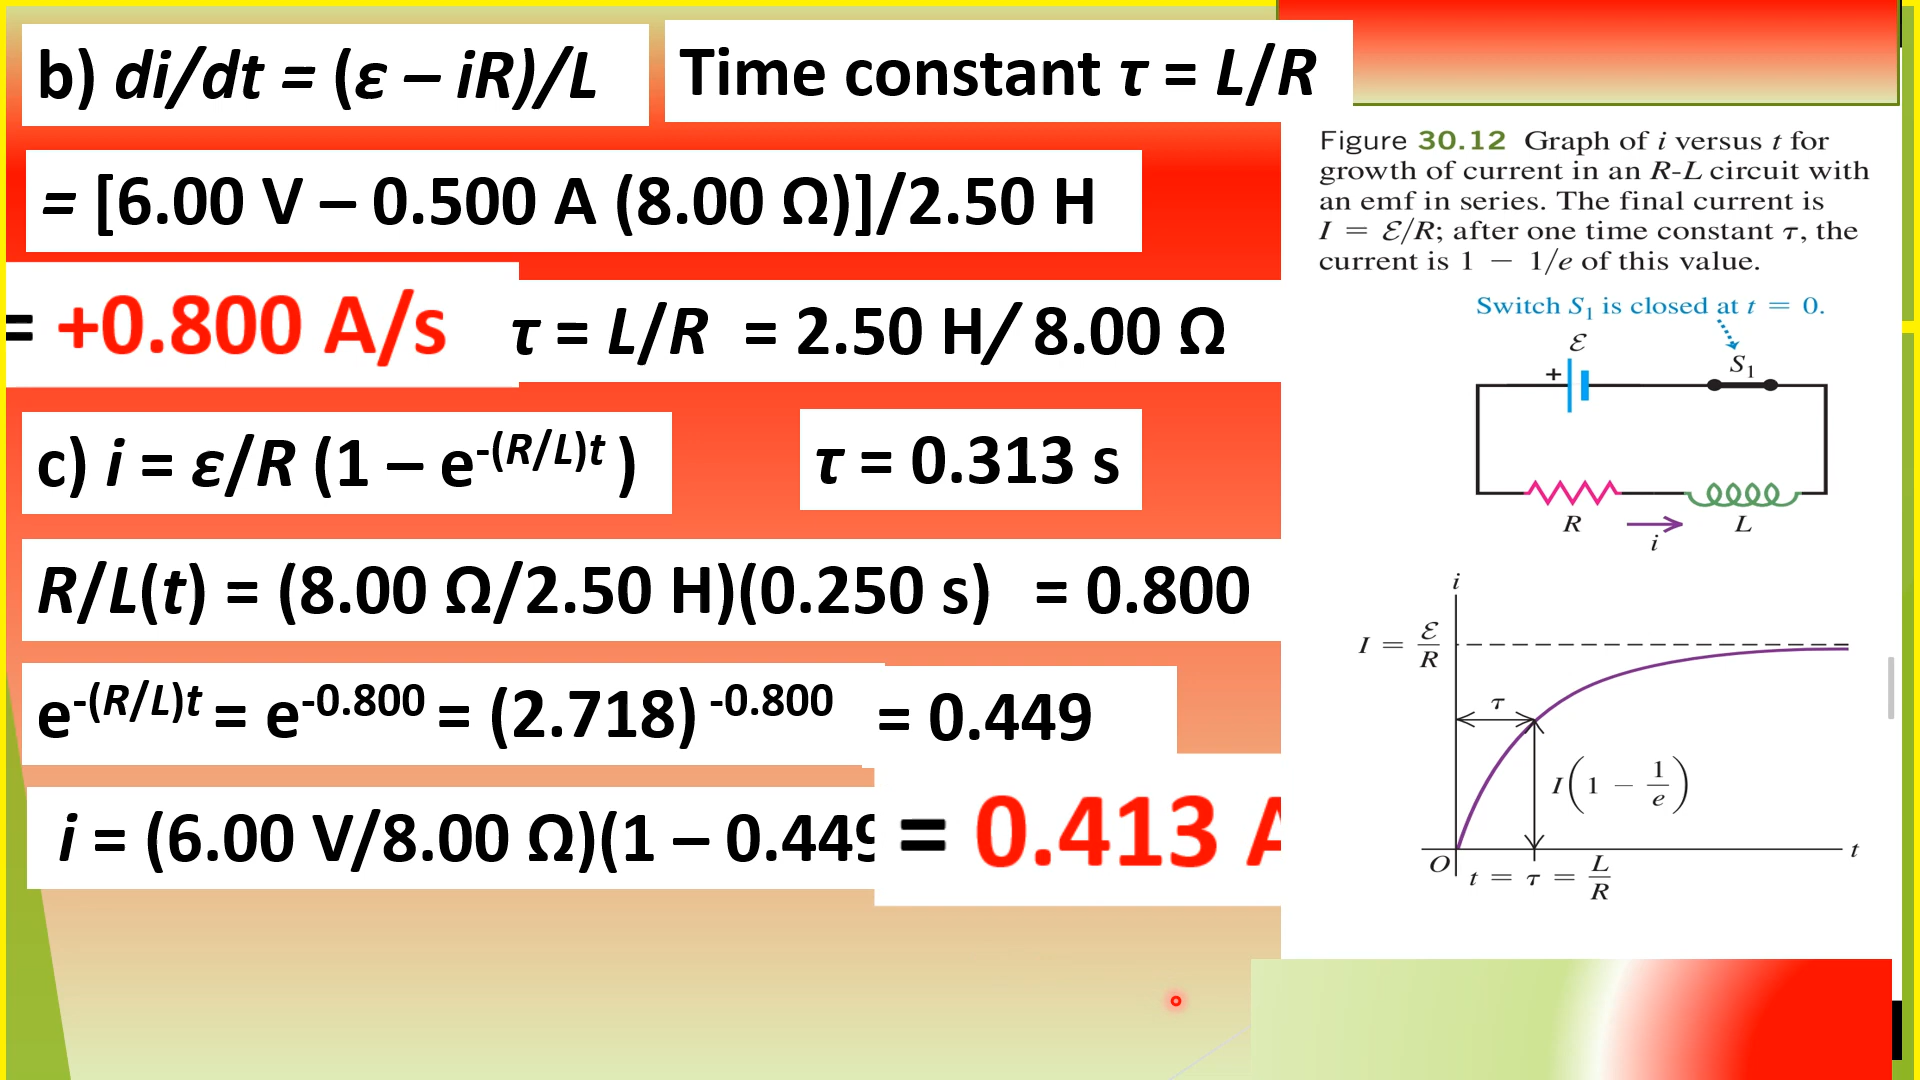 b) di/dt = (ε – iR)/L
Time constant τ = L/R
= [6.00 V – 0.500 A (8.00 Ω)]/2.50 H
= +0.800 A/s
τ = L/R = 2.50 H/ 8.00 Ω
c) i = ε/R (1 – e-(R/L)t )
τ = 0.313 s
R/L(t) = (8.00 Ω/2.50 H)(0.250 s) = 0.800
e-(R/L)t = e-0.800 = (2.718) -0.800 = 0.449
i = (6.00 V/8.00 Ω)(1 – 0.449
= 0.413 A
Figure 30.12 Graph of i versus t for
growth of current in an R-L circuit with
an emf in series. The final current is
I = ℰ/R; after one time constant τ, the
current is 1 − 1/e of this value.
Switch S1 is closed at t = 0.
ℰ
+
S1
R
i
L
i
I = ℰ/R
τ
I(1 − 1/e)
O
t
t = τ = L/R